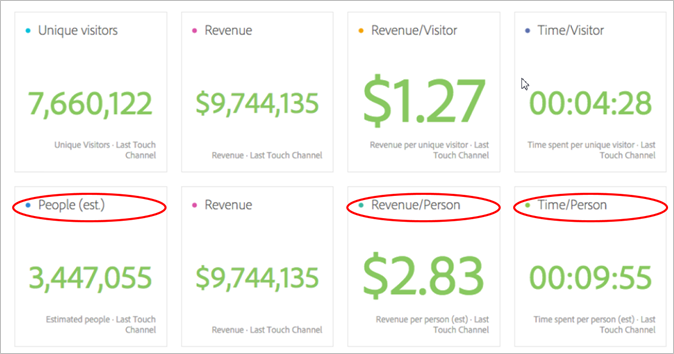 Unique visitors
Revenue
Revenue/Visitor
Time/Visitor
7,660,122
$9,744,135
$1.27
00:04:28
Unique Visitors · Last Touch
Channel
Revenue · Last Touch Channel
Revenue per unique visitor · Last
Touch Channel
Time spent per unique visitor · Last
Touch Channel
People (est.)
Revenue
Revenue/Person
Time/Person
3,447,055
$9,744,135
$2.83
00:09:55
Estimated people · Last Touch
Channel
Revenue · Last Touch Channel
Revenue per person (est) · Last
Touch Channel
Time spent per person (est) · Last
Touch Channel